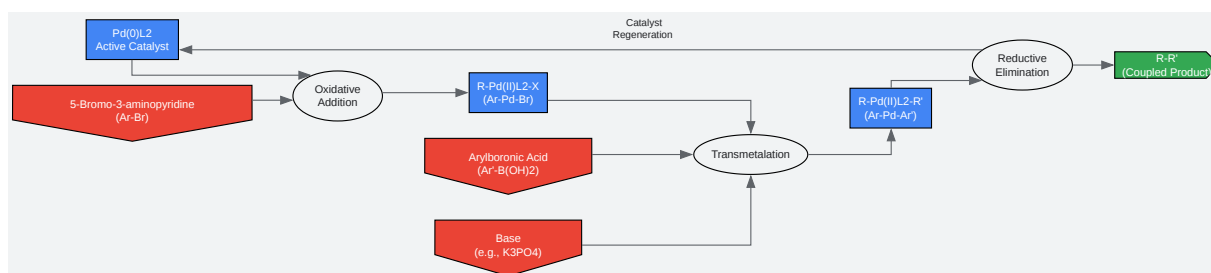 Pd(0)L2
Active Catalyst
Catalyst
Regeneration
Reductive
Elimination
R-R'
(Coupled Product)
5-Bromo-3-aminopyridine
(Ar-Br)
Oxidative
Addition
R-Pd(II)L2-X
(Ar-Pd-Br)
R-Pd(II)L2-R'
(Ar-Pd-Ar')
Arylboronic Acid
(Ar'-B(OH)2)
Transmetalation
Base
(e.g., K3PO4)